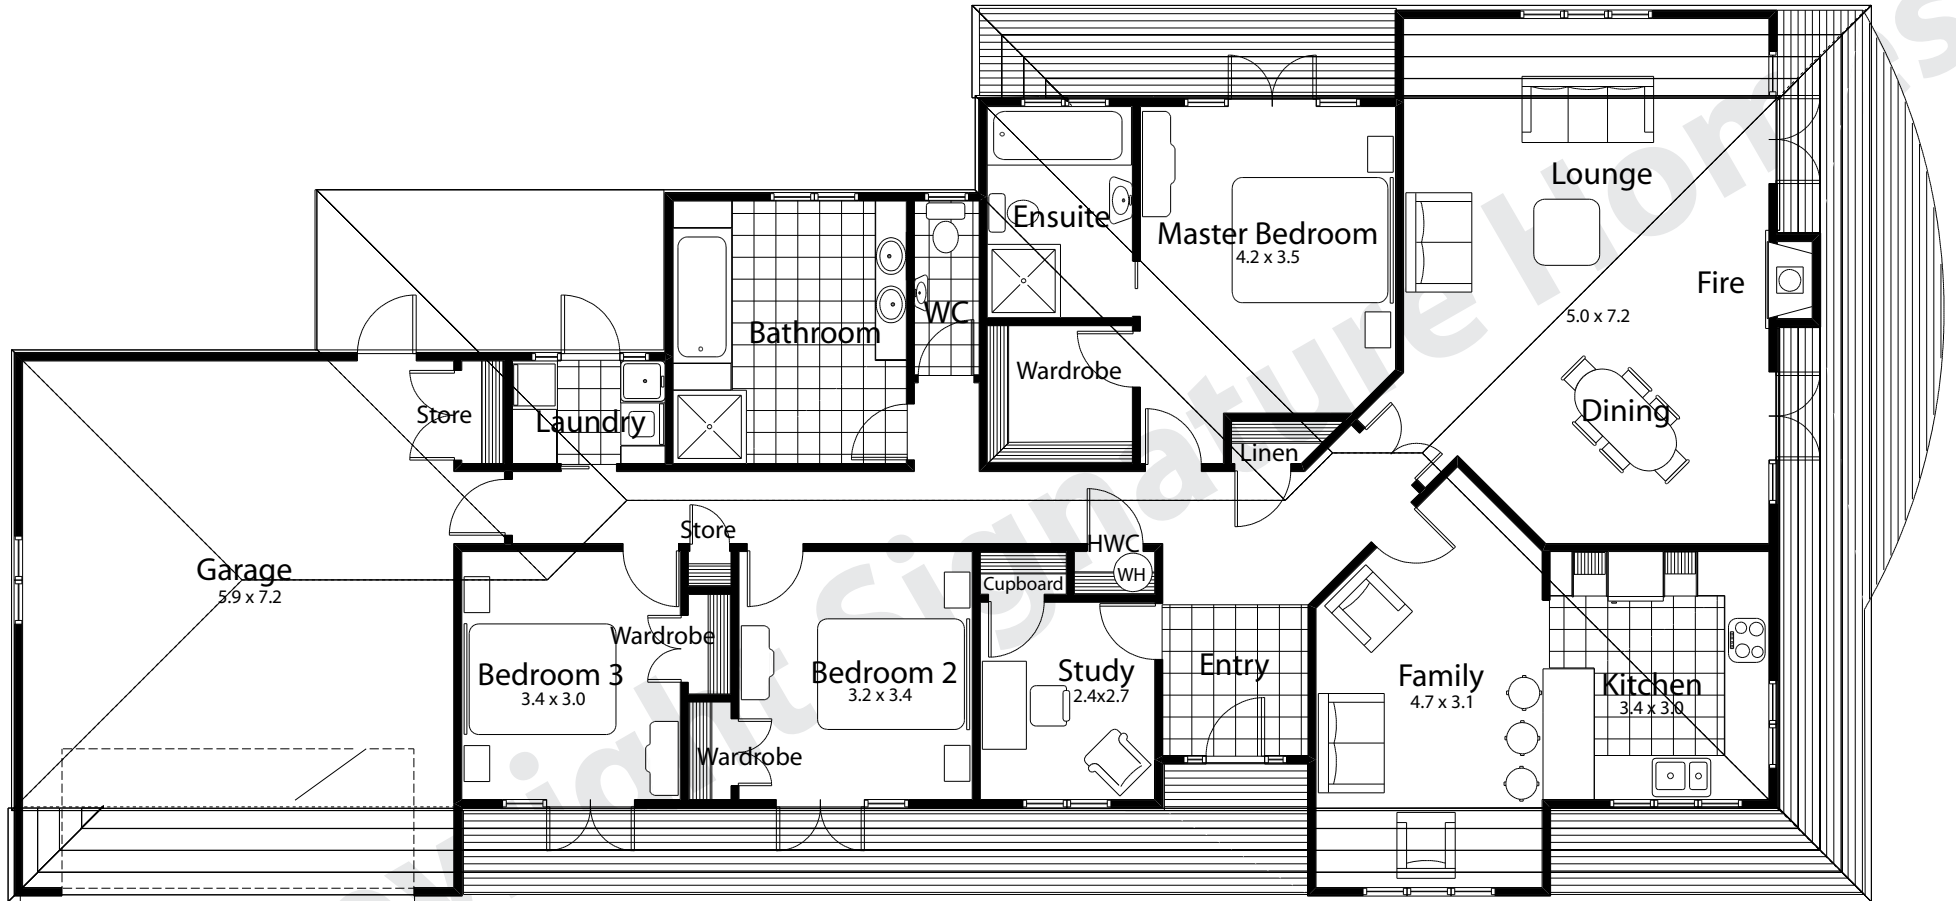 Lounge
Ensuite
Master Bedroom
4.2 x 3.5
Fire
WC
5.0 x 7.2
Bathroom
Wardrobe
Store
Laundry
Dining
Linen
Store
HWC
WH
Garage
5.9 x 7.2
Cupboard
Wardrobe
Bedroom 3
3.4 x 3.0
Bedroom 2
3.2 x 3.4
Study
2.4x2.7
Entry
Family
4.7 x 3.1
Kitchen
3.4 x 3.0
Wardrobe
Signature